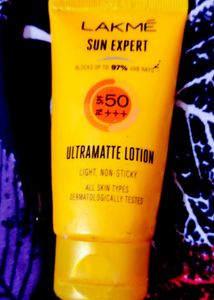 LAKMÉ
SUN EXPERT
BLOCKS UP TO 97% UVB RAYS
SPF 50
PA+++
ULTRAMATTE LOTION
LIGHT, NON-STICKY
ALL SKIN TYPES
DERMATOLOGICALLY TESTED